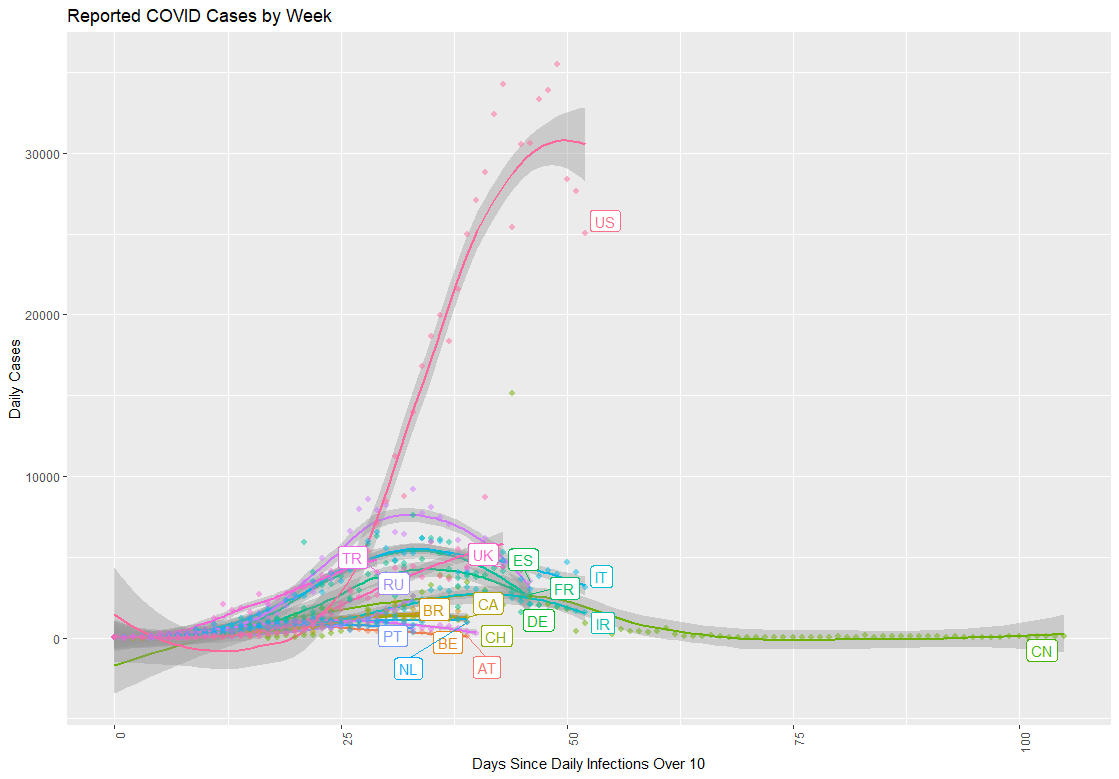 Reported COVID Cases by Week
Daily Cases
30000
20000
10000
0
US
TR
UK
ES
IT
RU
FR
CA
BR
DE
IR
PT
BE
CH
CN
NL
AT
0
25
50
75
100
Days Since Daily Infections Over 10